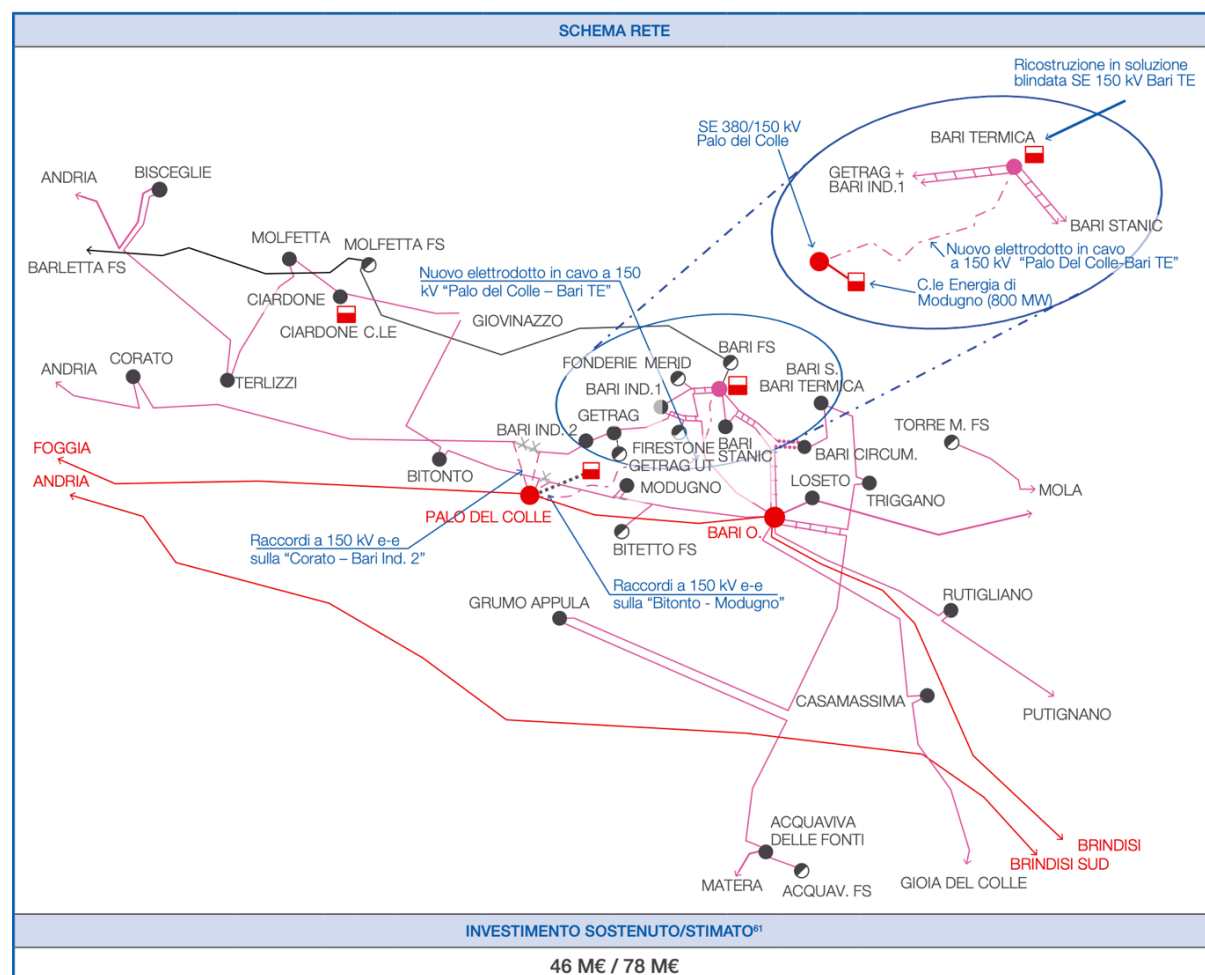 SCHEMA RETE
Ricostruzione in soluzione
blindata SE 150 kV Bari TE
SE 380/150 kV
Palo del Colle
BARI TERMICA
GETRAG +
BARI IND.1
BARI STANIC
Nuovo elettrodotto in cavo
a 150 kV "Palo Del Colle-Bari TE"
C.le Energia di
Modugno (800 MW)
ANDRIA
BISCEGLIE
MOLFETTA
MOLFETTA FS
BARLETTA FS
Nuovo elettrodotto in cavo a 150
kV "Palo del Colle – Bari TE"
CIARDONE
CIARDONE C.LE
GIOVINAZZO
ANDRIA
CORATO
TERLIZZI
FONDERIE MERID
BARI FS
BARI S.
BARI TERMICA
BARI IND.1
GETRAG
BARI IND. 2
FIRESTONE
BARI
STANIC
BARI CIRCUM.
TORRE M. FS
GETRAG UT
FOGGIA
ANDRIA
BITONTO
MODUGNO
LOSETO
TRIGGANO
MOLA
PALO DEL COLLE
BARI O.
BITETTO FS
Raccordi a 150 kV e-e
sulla "Corato – Bari Ind. 2"
Raccordi a 150 kV e-e
sulla "Bitonto - Modugno"
GRUMO APPULA
RUTIGLIANO
CASAMASSIMA
PUTIGNANO
ACQUAVIVA
DELLE FONTI
BRINDISI
BRINDISI SUD
MATERA
ACQUAV. FS
GIOIA DEL COLLE
INVESTIMENTO SOSTENUTO/STIMATO⁶¹
46 M€ / 78 M€